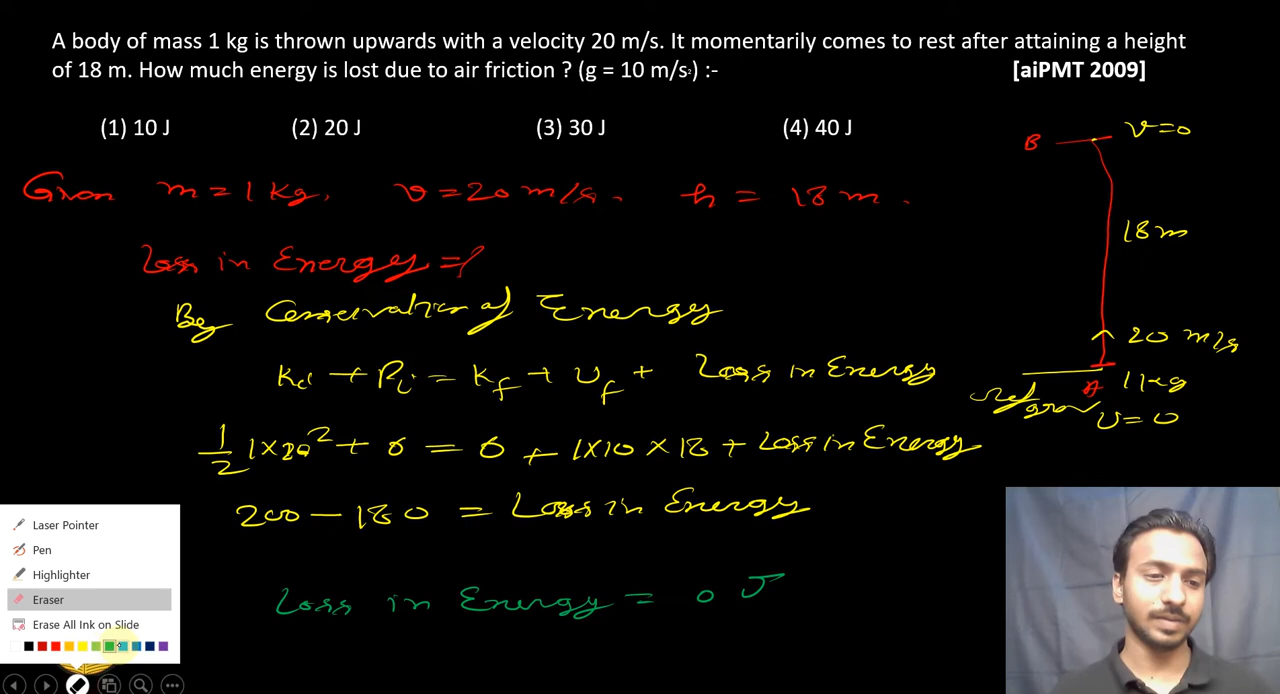 A body of mass 1 kg is thrown upwards with a velocity 20 m/s. It momentarily comes to rest after attaining a height
of 18 m. How much energy is lost due to air friction ? (g = 10 m/s²) :- [aiPMT 2009]
(1) 10 J (2) 20 J (3) 30 J (4) 40 J
B v=0
Given m = 1 kg, v = 20 m/s. h = 18 m.
18 m
Loss in Energy =
By Conservation of Energy
20 m/s
Ki + Pi = Kf + Uf + Loss in Energy
A 1 kg
U = 0
1/2 1×20² + 0 = 0 + 1×10×18 + Loss in Energy
200 - 180 = Loss in Energy
Loss in Energy = 0 J
Laser Pointer
Pen
Highlighter
Eraser
Erase All Ink on Slide